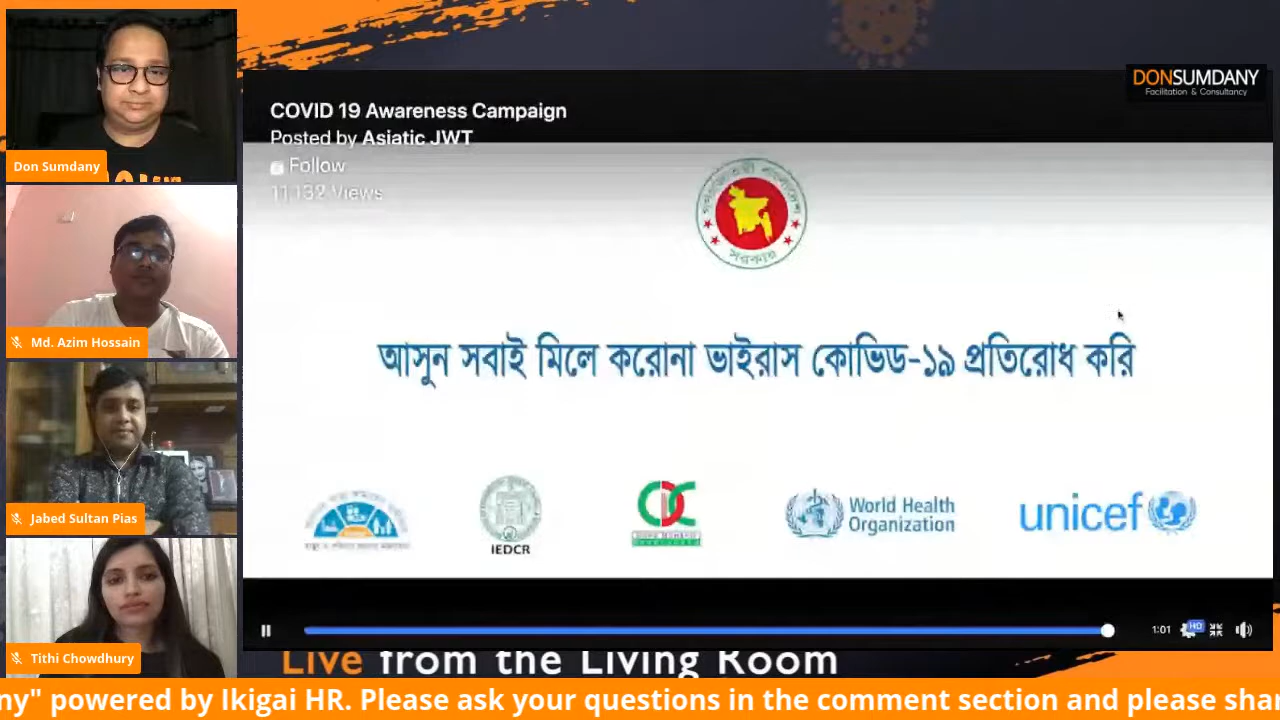 DONSUMDANY
Facilitation & Consultancy
COVID 19 Awareness Campaign
Posted by Asiatic JWT
Follow
11,132 Views
Don Sumdany
Md. Azim Hossain
Jabed Sultan Pias
Tithi Chowdhury
সরকার
আসুন সবাই মিলে করোনা ভাইরাস কোভিড-১৯ প্রতিরোধ করি
IEDCR
CDC
World Health
Organization
unicef
1:01
HD
Live from the Living Room
ny" powered by Ikigai HR. Please ask your questions in the comment section and please shar